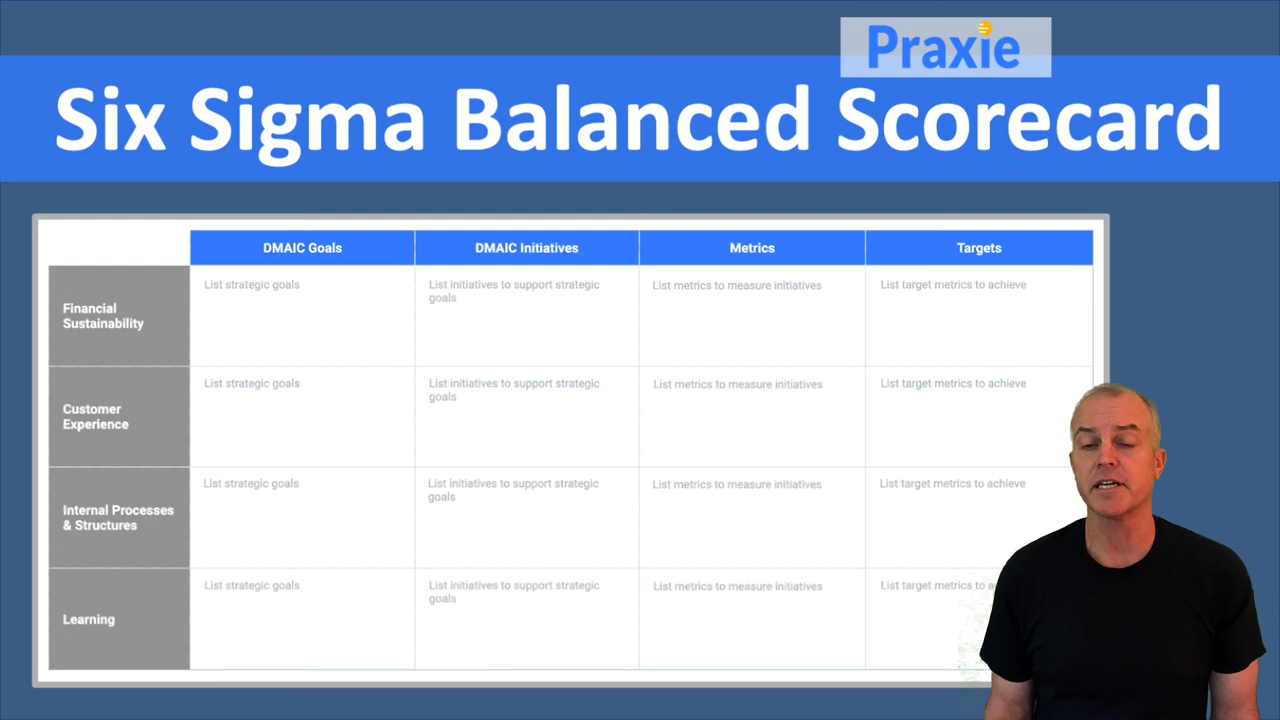 Praxie
Six Sigma Balanced Scorecard
DMAIC Goals
DMAIC Initiatives
Metrics
Targets
Financial
Sustainability
List strategic goals
List initiatives to support strategic
goals
List metrics to measure initiatives
List target metrics to achieve
Customer
Experience
List strategic goals
List initiatives to support strategic
goals
List metrics to measure initiatives
List target metrics to achieve
Internal Processes
& Structures
List strategic goals
List initiatives to support strategic
goals
List metrics to measure initiatives
List target metrics to achieve
Learning
List strategic goals
List initiatives to support strategic
goals
List metrics to measure initiatives
List target metrics to